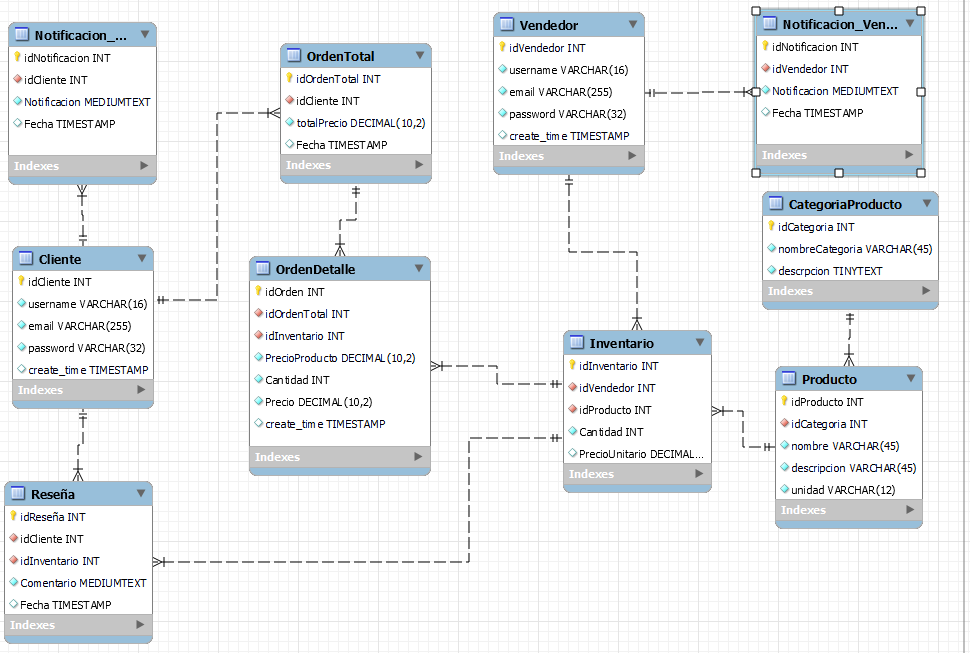 Notificacion_...
idNotificacion INT
idCliente INT
Notificacion MEDIUMTEXT
Fecha TIMESTAMP
Indexes
OrdenTotal
idOrdenTotal INT
idCliente INT
totalPrecio DECIMAL(10,2)
Fecha TIMESTAMP
Indexes
Vendedor
idVendedor INT
username VARCHAR(16)
email VARCHAR(255)
password VARCHAR(32)
create_time TIMESTAMP
Indexes
Notificacion_Ven...
idNotificacion INT
idVendedor INT
Notificacion MEDIUMTEXT
Fecha TIMESTAMP
Indexes
CategoriaProducto
idCategoria INT
nombreCategoria VARCHAR(45)
descrpcion TINYTEXT
Indexes
Cliente
idCliente INT
username VARCHAR(16)
email VARCHAR(255)
password VARCHAR(32)
create_time TIMESTAMP
Indexes
OrdenDetalle
idOrden INT
idOrdenTotal INT
idInventario INT
PrecioProducto DECIMAL(10,2)
Cantidad INT
Precio DECIMAL(10,2)
create_time TIMESTAMP
Indexes
Inventario
idInventario INT
idVendedor INT
idProducto INT
Cantidad INT
PrecioUnitario DECIMAL...
Indexes
Producto
idProducto INT
idCategoria INT
nombre VARCHAR(45)
descripcion VARCHAR(45)
unidad VARCHAR(12)
Indexes
Reseña
idReseña INT
idCliente INT
idInventario INT
Comentario MEDIUMTEXT
Fecha TIMESTAMP
Indexes